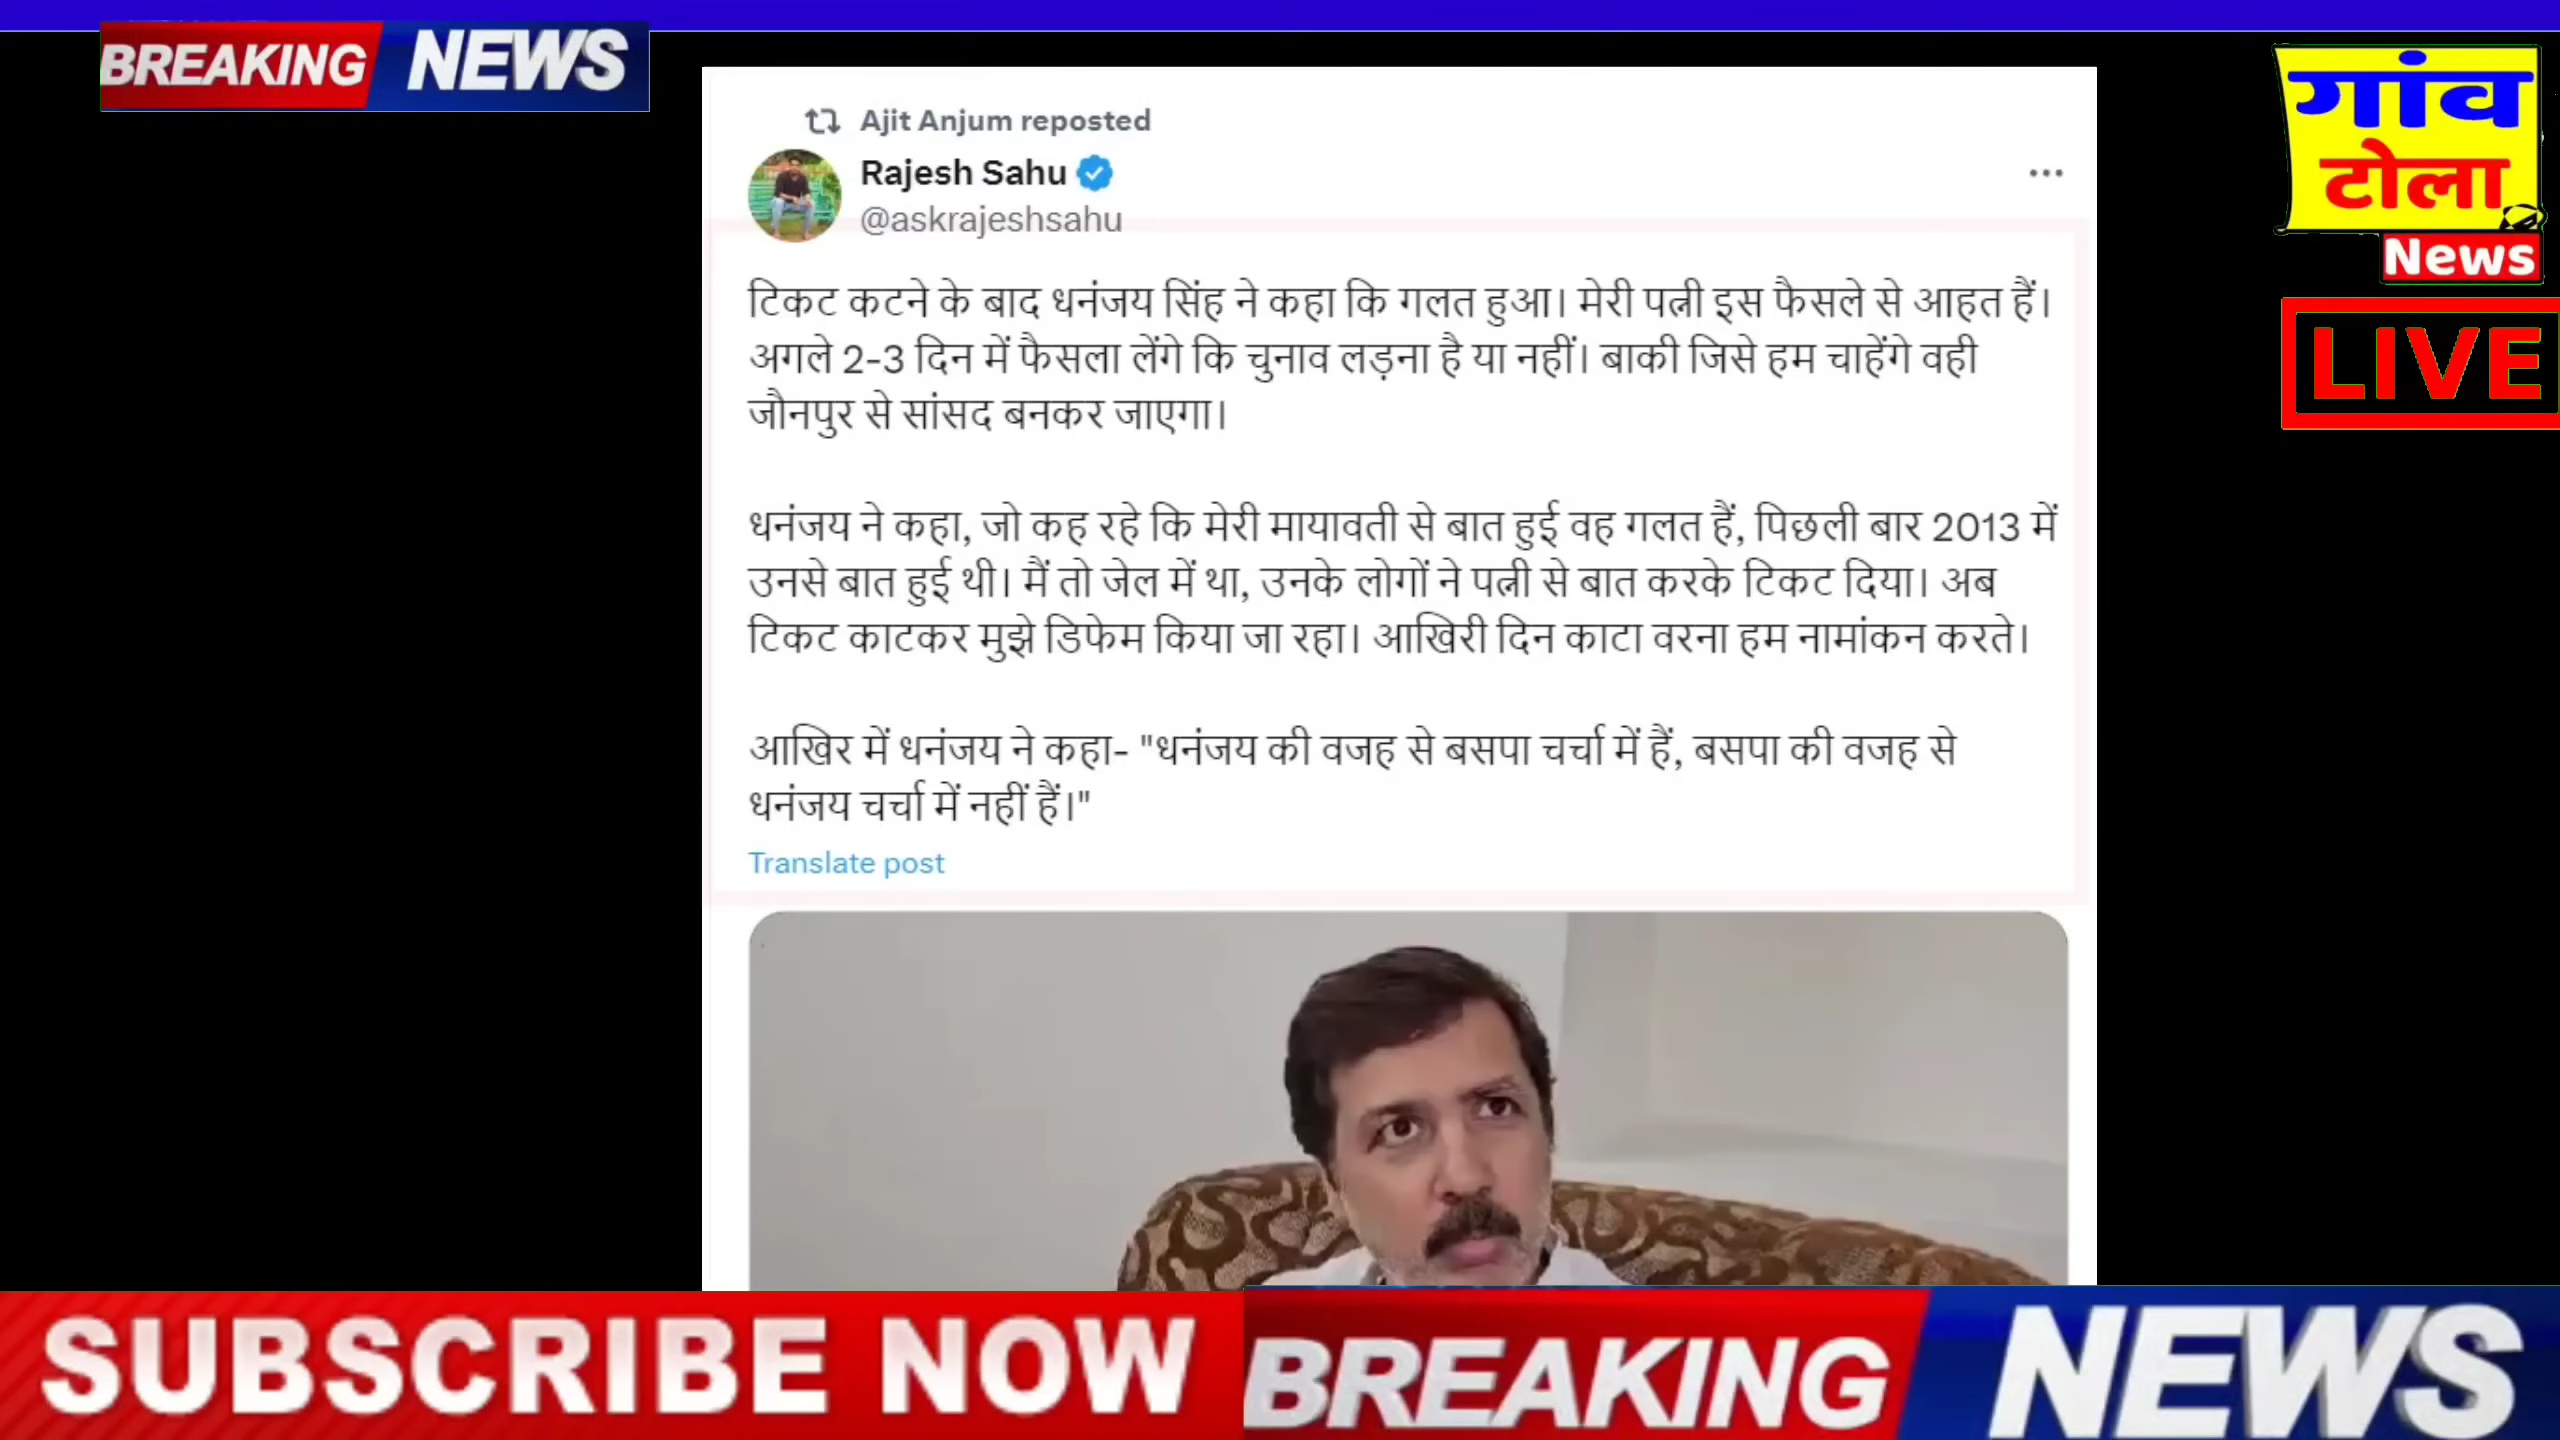 BREAKING NEWS
गांव
टोला
News
LIVE
Ajit Anjum reposted
Rajesh Sahu
@askrajeshsahu
टिकट कटने के बाद धनंजय सिंह ने कहा कि गलत हुआ। मेरी पत्नी इस फैसले से आहत हैं।
अगले 2-3 दिन में फैसला लेंगे कि चुनाव लड़ना है या नहीं। बाकी जिसे हम चाहेंगे वही
जौनपुर से सांसद बनकर जाएगा।
धनंजय ने कहा, जो कह रहे कि मेरी मायावती से बात हुई वह गलत हैं, पिछली बार 2013 में
उनसे बात हुई थी। मैं तो जेल में था, उनके लोगों ने पत्नी से बात करके टिकट दिया। अब
टिकट काटकर मुझे डिफेम किया जा रहा। आखिरी दिन काटा वरना हम नामांकन करते।
आखिर में धनंजय ने कहा- "धनंजय की वजह से बसपा चर्चा में हैं, बसपा की वजह से
धनंजय चर्चा में नहीं हैं।"
Translate post
SUBSCRIBE NOW BREAKING NEWS